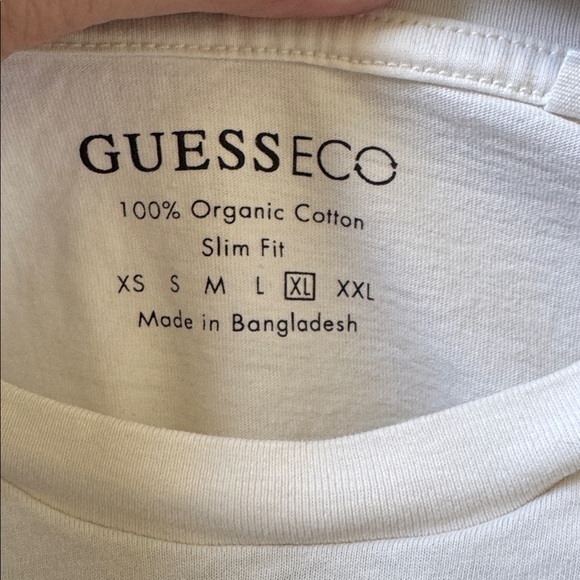 GUESSECO
100% Organic Cotton
Slim Fit
XS S M L XL XXL
Made in Bangladesh